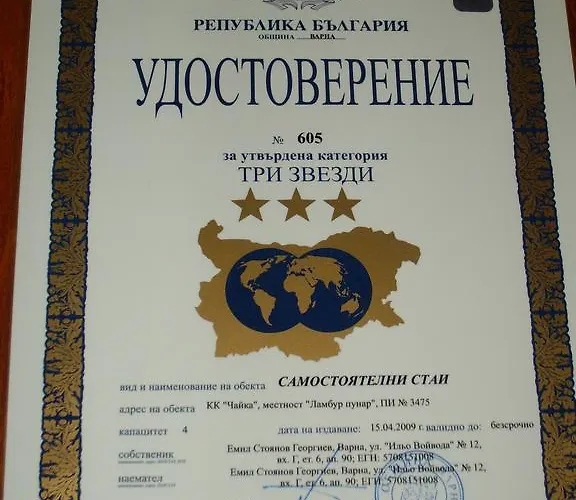 РЕПУБЛИКА БЪЛГАРИЯ
ОБЩИНА ......ВАРНА......
УДОСТОВЕРЕНИЕ
№ 605
за утвърдена категория
ТРИ ЗВЕЗДИ
вид и наименование на обекта САМОСТОЯТЕЛНИ СТАИ
адрес на обекта КК "Чайка", местност "Ламбур пунар", ПИ № 3475
капацитет 4 дата на издаване: 15.04.2009 г. валидно до: безсрочно
собственик Емил Стоянов Георгиев, Варна, ул. "Ильо Войвода" № 12,
вх. Г, ет. 6, ап. 90; ЕГН: 5708151008
наемател Емил Стоянов Георгиев, Варна, ул. "Ильо Войвода" № 12,
вх. Г, ет. 6, ап. 90; ЕГН: 5708151008